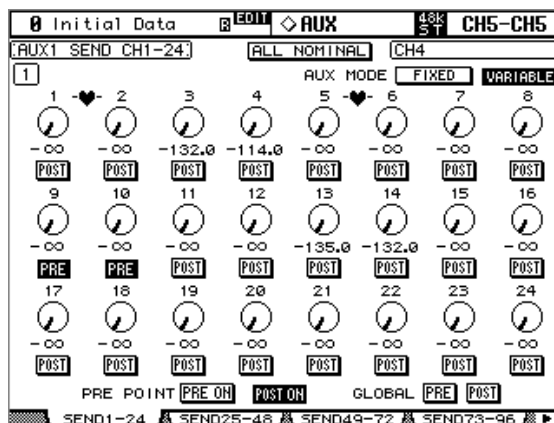 0 Initial Data R EDIT ◇AUX 48K ST CH5-CH5
AUX1 SEND CH1-24 ALL NOMINAL CH4
1 AUX MODE FIXED VARIABLE
1 -♥- 2 3 4 5 -♥- 6 7 8
-∞ -∞ -132.0 -114.0 -∞ -∞ -∞ -∞
POST POST POST POST POST POST POST POST
9 10 11 12 13 14 15 16
-∞ -∞ -∞ -∞ -135.0 -132.0 -∞ -∞
PRE PRE POST POST POST POST POST POST
17 18 19 20 21 22 23 24
-∞ -∞ -∞ -∞ -∞ -∞ -∞ -∞
POST POST POST POST POST POST POST POST
PRE POINT PRE ON POST ON GLOBAL PRE POST
SEND1-24 SEND25-48 SEND49-72 SEND73-96